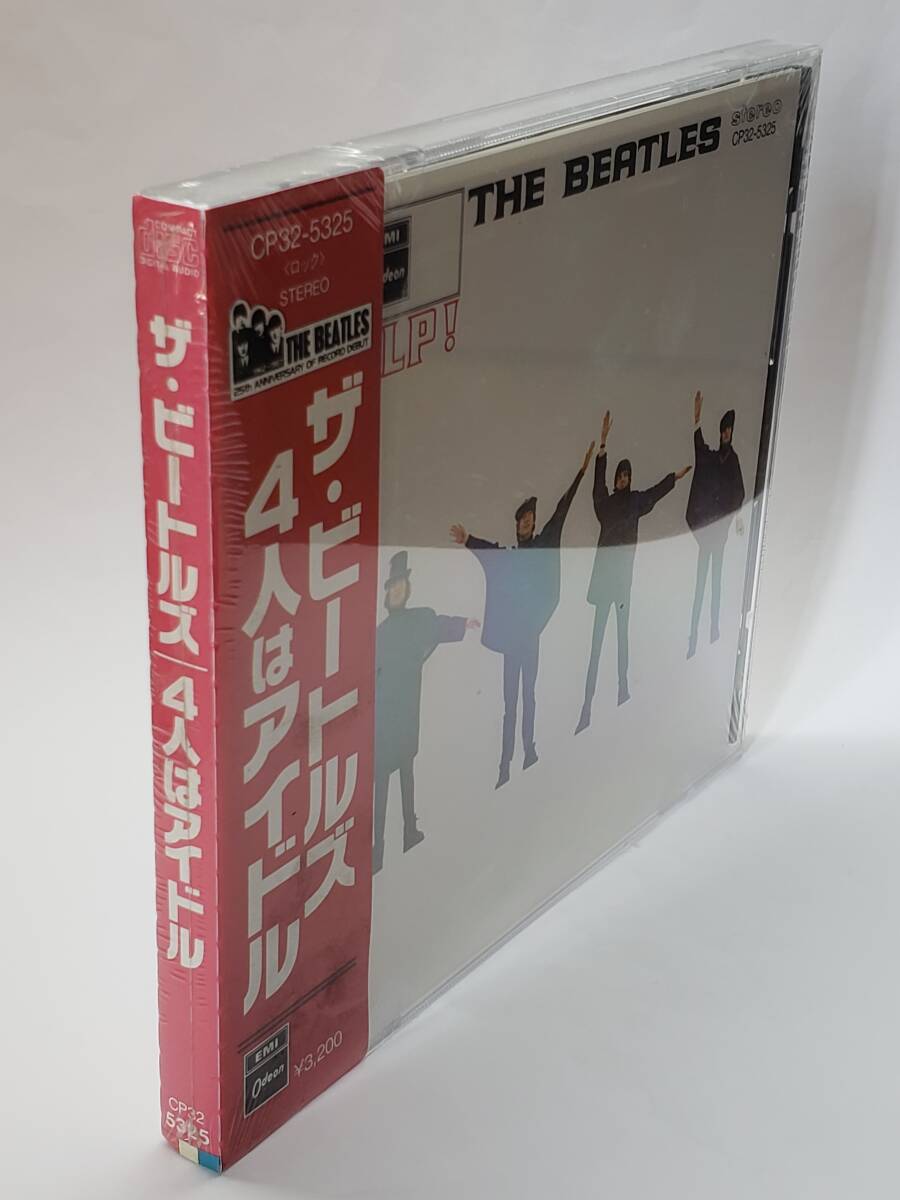 COMPACT
DISC
DIGITAL AUDIO
ザ・ビートルズ/4人はアイドル
CP32
5325
CP32-5325
〈ロック〉
STEREO
THE BEATLES
25th ANNIVERSARY OF RECORD DEBUT
ザ・ビートルズ
4人はアイドル
EMI
Odeon
¥3,200
THE BEATLES
stereo
CP32-5325
MI
deon
LP!